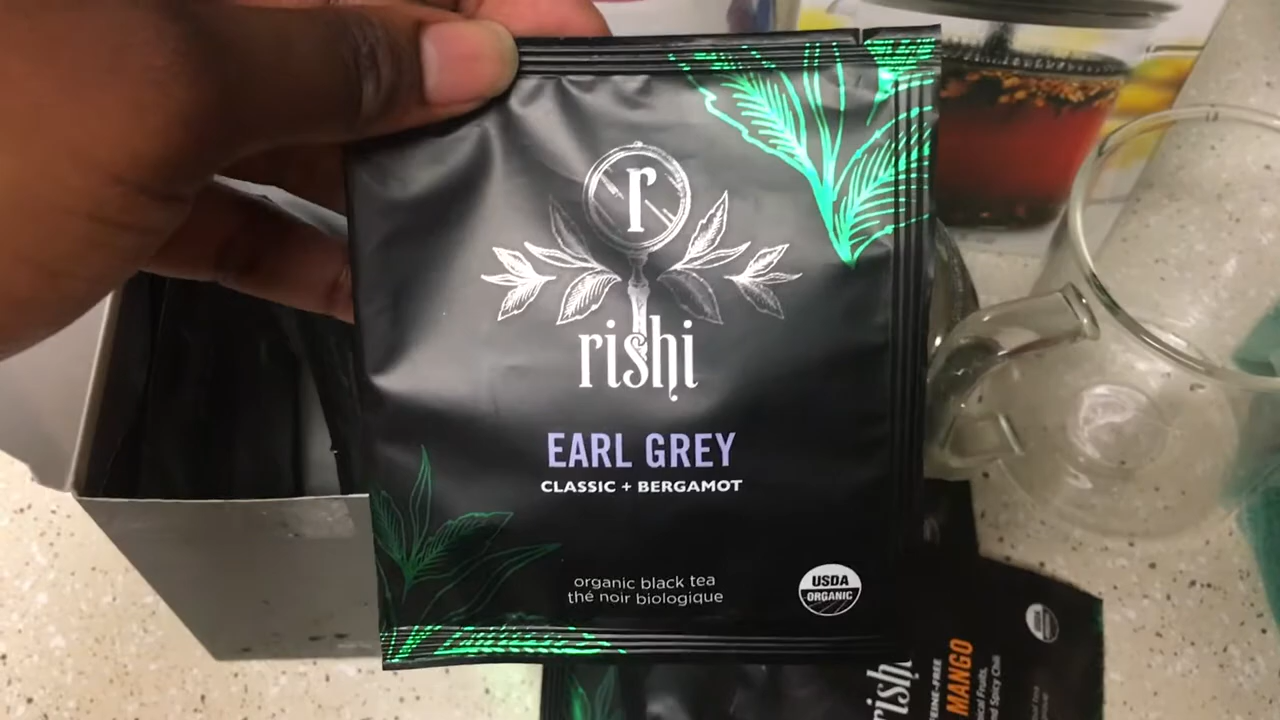 r
rishi
EARL GREY
CLASSIC + BERGAMOT
organic black tea
thé noir biologique
USDA
ORGANIC
rishi
MANGO